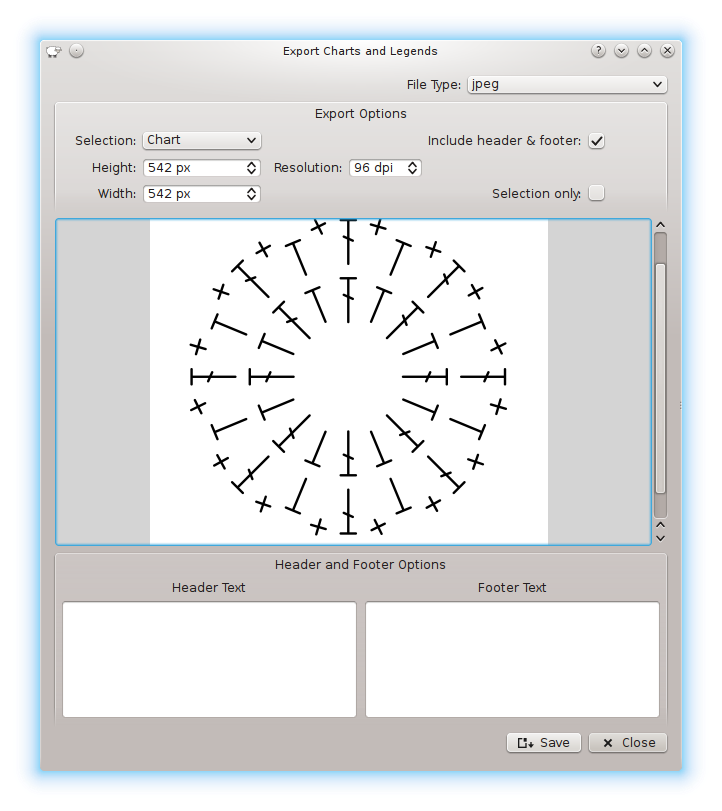 Export Charts and Legends
File Type: jpeg
Export Options
Selection: Chart Include header & footer:
Height: 542 px Resolution: 96 dpi
Width: 542 px Selection only:
Header and Footer Options
Header Text Footer Text
Save Close